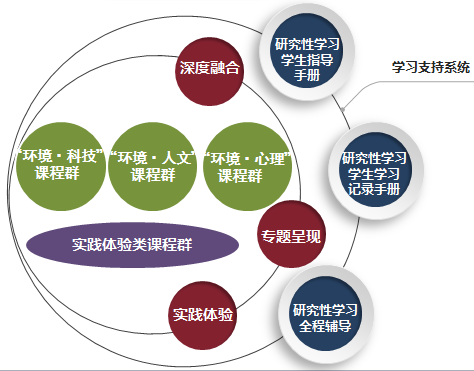 研究性学习
学生指导
手册
深度融合
学习支持系统
“环境·科技”
课程群
“环境·人文”
课程群
“环境·心理”
课程群
研究性学习
学生学习
记录手册
实践体验类课程群
专题呈现
实践体验
研究性学习
全程辅导